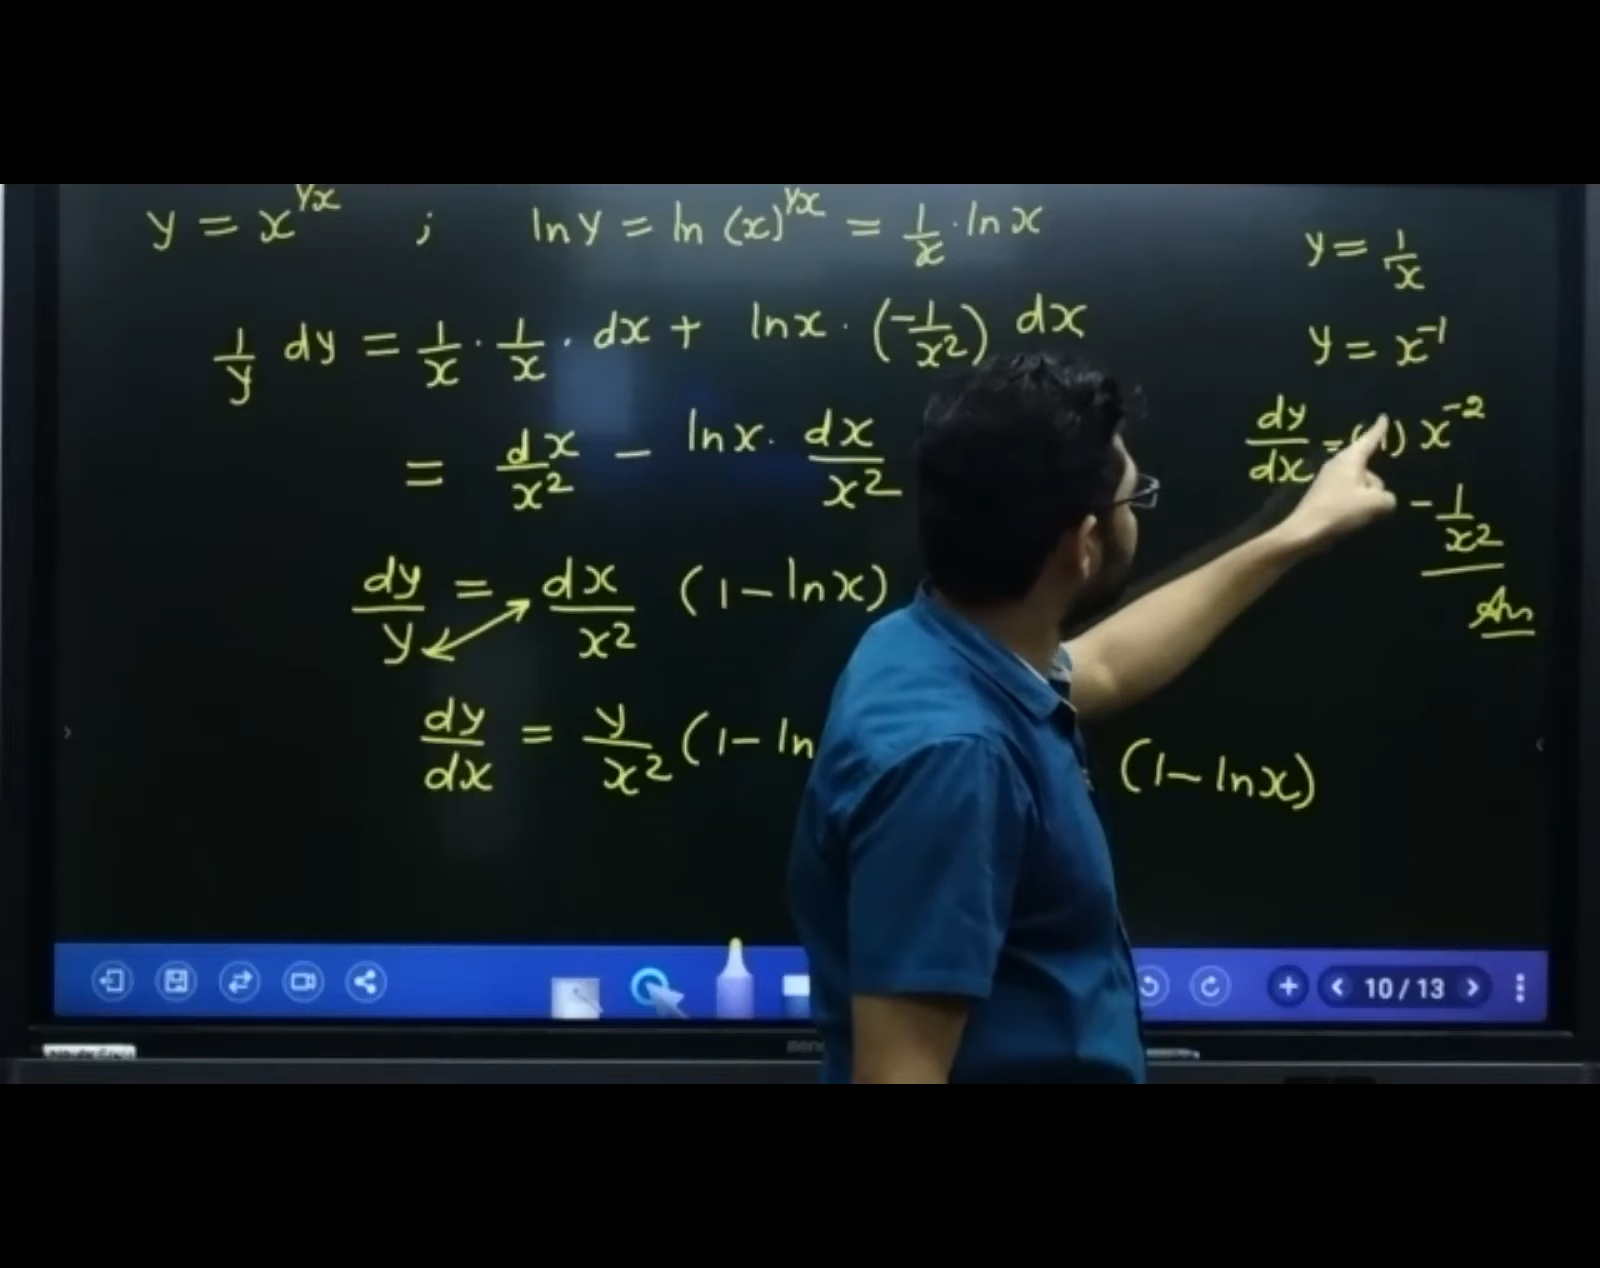 y = x^{1/x} ; ln y = ln (x)^{1/x} = 1/x · ln x
1/y dy = 1/x · 1/x · dx + ln x · (-1/x²) dx
= dx/x² - ln x · dx/x²
dy/y = dx/x² (1 - ln x)
dy/dx = y/x² (1 - ln
(1 - ln x)
y = 1/x
y = x^{-1}
dy/dx = (-1) x^{-2}
-1/x²
Ans
10/13